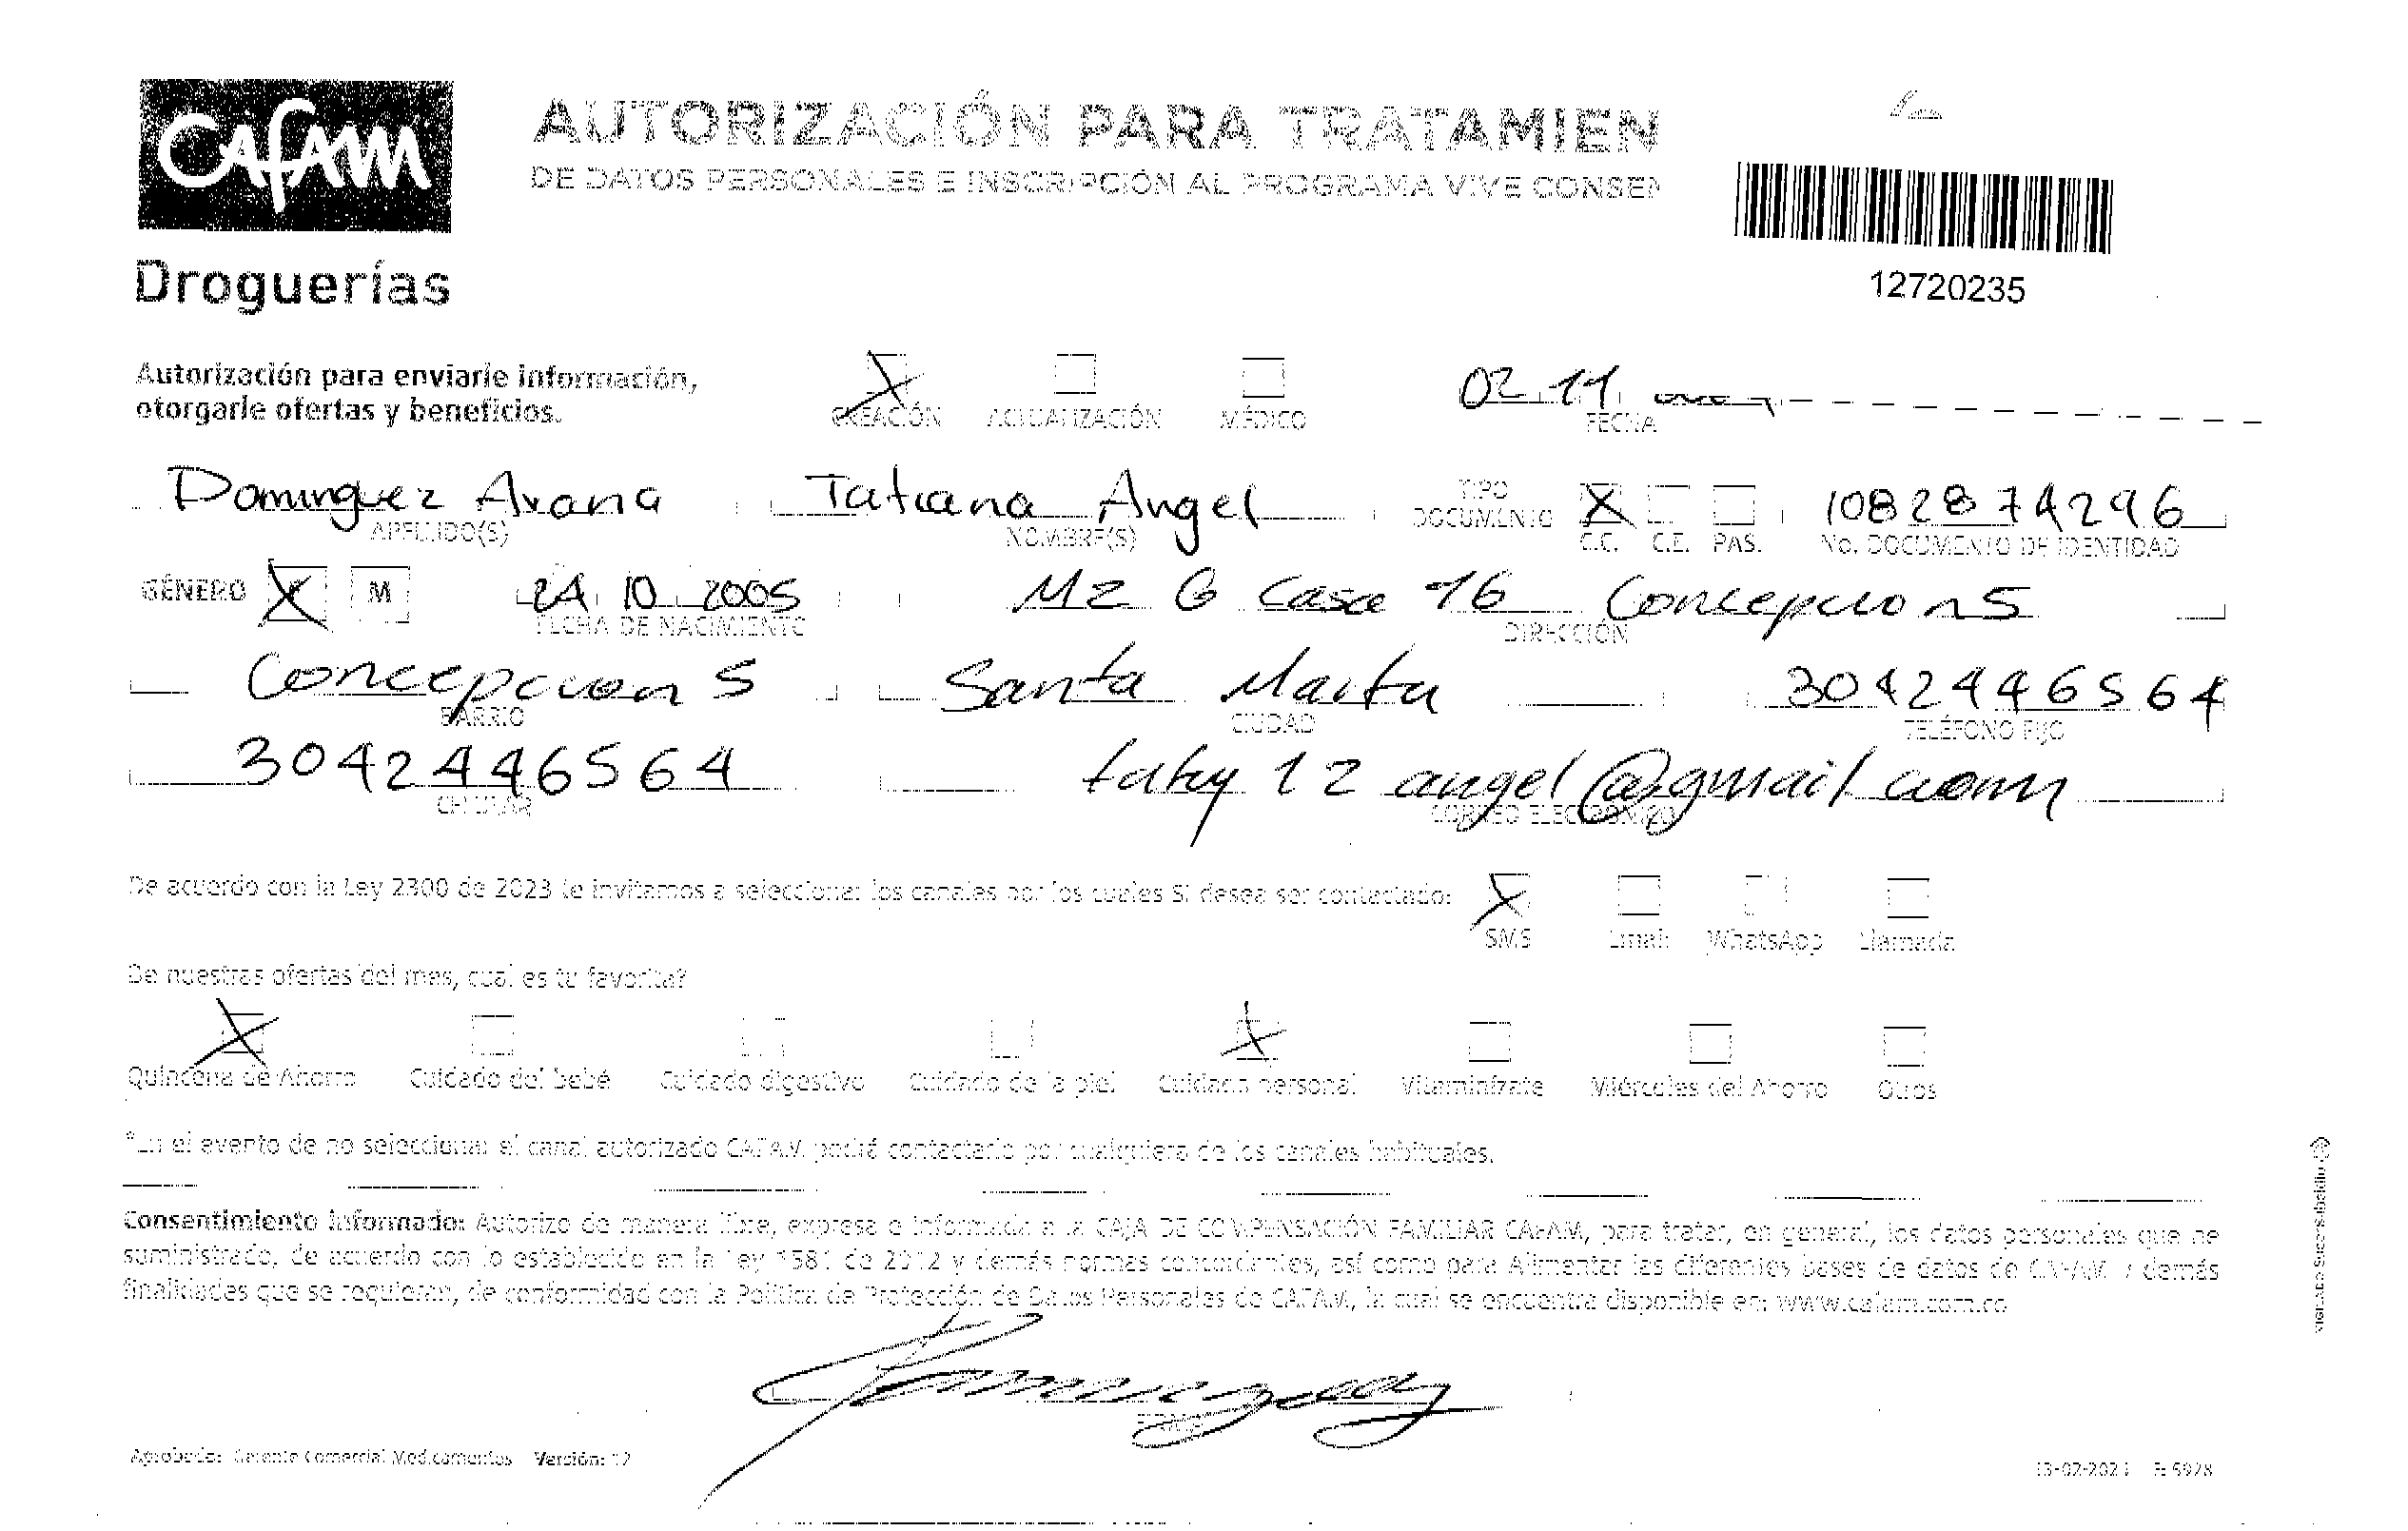 CAFAM
Droguerías
AUTORIZACIÓN PARA TRATAMIEN
DE DATOS PERSONALES E INSCRIPCIÓN AL PROGRAMA VIVE CONSEN
12720235
Autorización para enviarle información,
otorgarle ofertas y beneficios.
CREACIÓN ACTUALIZACIÓN MÉDICO
02 11
FECHA
Dominguez Arana Tatiana Angel TIPO DOCUMENTO X 1082874296
APELLIDO(S) NOMBRE(S) C.C. C.E. PAS. No. DOCUMENTO DE IDENTIDAD
GÉNERO X M 24 10 2005 Mz G Casa 16 Concepcion 5
FECHA DE NACIMIENTO DIRECCIÓN
Concepcion 5 Santa Marta 3042446564
BARRIO CIUDAD TELÉFONO FIJO
3042446564 taty 12 angel@gmail com
CELULAR CORREO ELECTRÓNICO
De acuerdo con la Ley 2300 de 2023 le invitamos a seleccionar los canales por los cuales SI desea ser contactado:
SMS Email WhatsApp Llamada
De nuestras ofertas del mes, cual es tu favorita?
Quincena de Ahorro Cuidado del bebé Cuidado digestivo Cuidado de la piel Cuidado personal Vitamínízate Miércoles del Ahorro Otros
*En el evento de no seleccionar el canal autorizado CAFAM podrá contactarlo por cualquiera de los canales habituales.
Consentimiento informado: Autorizo de manera libre, expresa e informada a la CAJA DE COMPENSACIÓN FAMILIAR CAFAM, para tratar, en general, los datos personales que he
suministrado, de acuerdo con lo establecido en la Ley 1581 de 2012 y demás normas concordantes, así como para Alimentar las diferentes bases de datos de CAFAM y demás
finalidades que se requieran, de conformidad con la Política de Protección de Datos Personales de CAFAM, la cual se encuentra disponible en: www.cafam.com.co
FIRMA
Aprobado: Gerente Comercial Medicamentos Versión: 12